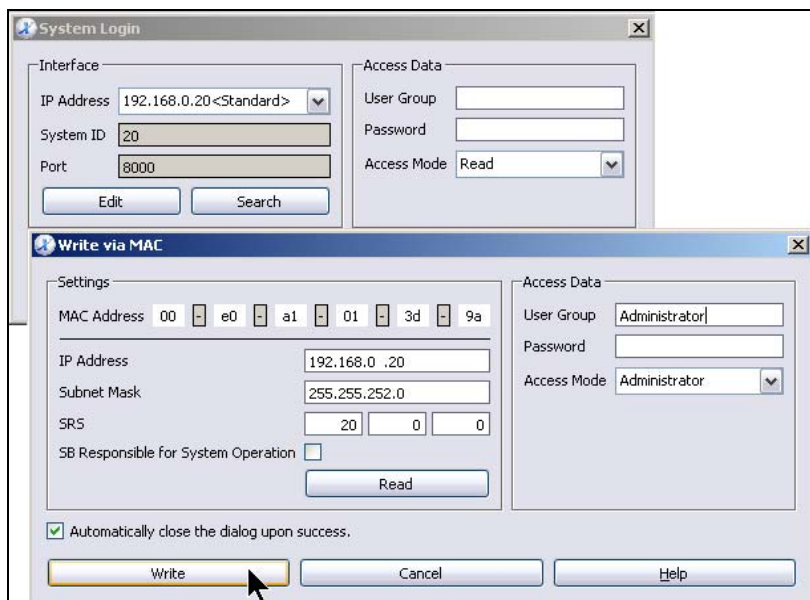 System Login
Interface
IP Address 192.168.0.20<Standard>
System ID 20
Port 8000
Edit Search
Access Data
User Group
Password
Access Mode Read
Write via MAC
Settings
MAC Address 00 - e0 - a1 - 01 - 3d - 9a
IP Address 192.168.0 .20
Subnet Mask 255.255.252.0
SRS 20 0 0
SB Responsible for System Operation
Read
Access Data
User Group Administrator
Password
Access Mode Administrator
Automatically close the dialog upon success.
Write Cancel Help